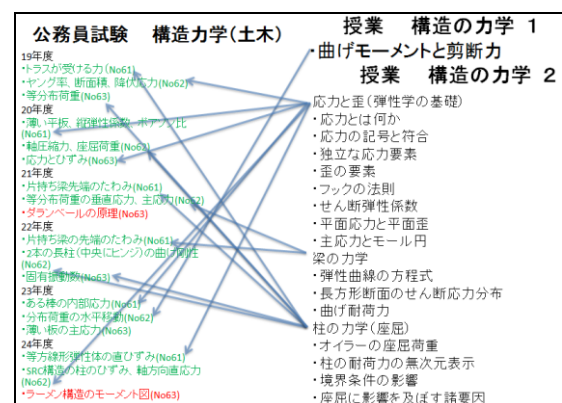 公務員試験　構造力学(土木)
19年度
・トラスが受ける力(No61)
・ヤング率、断面積、降伏応力(No62)
・等分布荷重(No63)
20年度
・薄い平板、縦弾性係数、ポアソン比
(No61)
・軸圧縮力、座屈荷重(No62)
・応力とひずみ(No63)
21年度
・片持ち梁先端のたわみ(No61)
・等分布荷重の垂直応力、主応力(No62)
・ダランベールの原理(No63)
22年度
・片持ち梁の先端のたわみ(No61)
・2本の長柱(中央にヒンジ)の曲げ剛性
(No62)
・固有振動数(No63)
23年度
・ある棒の内部応力(No61)
・分布荷重の水平移動(No62)
・薄い板の主応力(No63)
24年度
・等方線形弾性体の直ひずみ(No61)
・SRC構造の柱のひずみ、軸方向応力
(No62)
・ラーメン構造のモーメント図(No63)
授業　構造の力学 1
・曲げモーメントと剪断力
授業　構造の力学 2
応力と歪(弾性学の基礎)
・応力とは何か
・応力の記号と符合
・独立な応力要素
・歪の要素
・フックの法則
・せん断弾性係数
・平面応力と平面歪
・主応力とモール円
梁の力学
・弾性曲線の方程式
・長方形断面のせん断応力分布
・曲げ耐荷力
柱の力学(座屈)
・オイラーの座屈荷重
・柱の耐荷力の無次元表示
・境界条件の影響
・座屈に影響を及ぼす諸要因